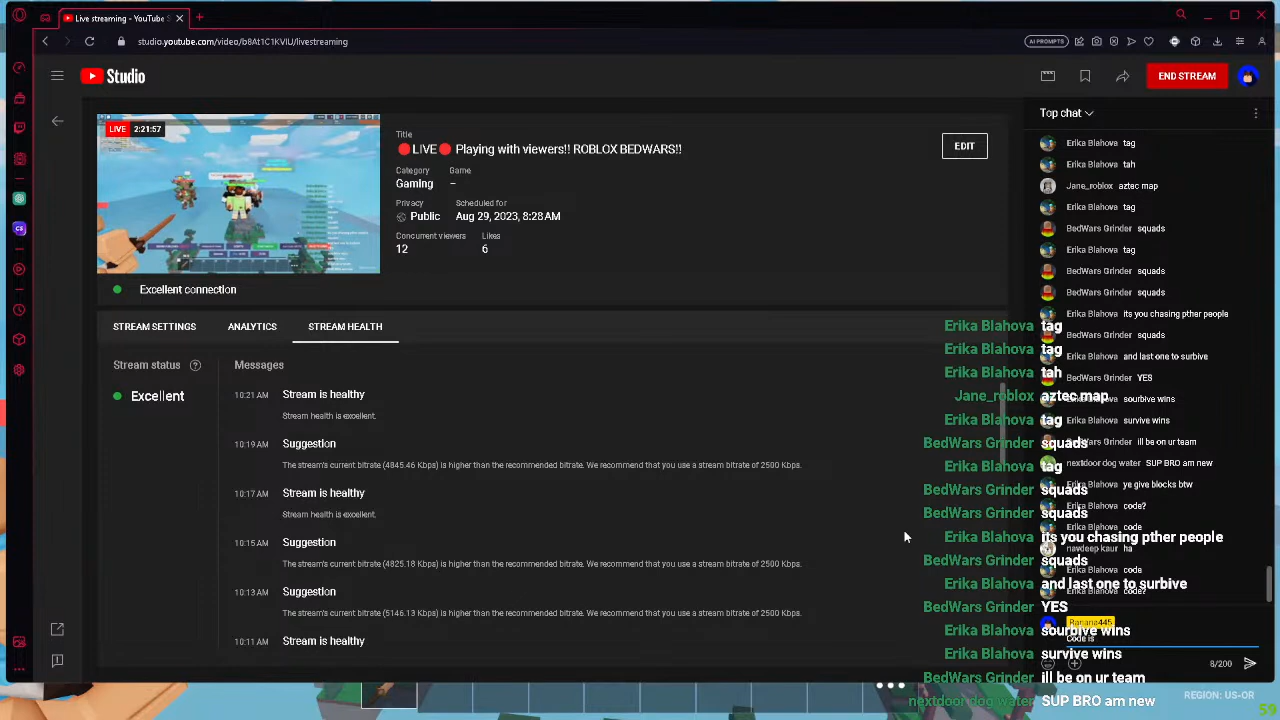 Live streaming - YouTube S
studio.youtube.com/video/b8At1C1KVIU/livestreaming
AI PROMPTS
Studio
END STREAM
LIVE 2:21:57
Title
🔴LIVE🔴 Playing with viewers!! ROBLOX BEDWARS!!
EDIT
Category Game
Gaming –
Privacy Scheduled for
Public Aug 29, 2023, 8:28 AM
Concurrent viewers Likes
12 6
Excellent connection
STREAM SETTINGS ANALYTICS STREAM HEALTH
Stream status Messages
Excellent
10:21 AM Stream is healthy
Stream health is excellent.
10:19 AM Suggestion
The stream's current bitrate (4845.46 Kbps) is higher than the recommended bitrate. We recommend that you use a stream bitrate of 2500 Kbps.
10:17 AM Stream is healthy
Stream health is excellent.
10:15 AM Suggestion
The stream's current bitrate (4825.18 Kbps) is higher than the recommended bitrate. We recommend that you use a stream bitrate of 2500 Kbps.
10:13 AM Suggestion
The stream's current bitrate (5146.13 Kbps) is higher than the recommended bitrate. We recommend that you use a stream bitrate of 2500 Kbps.
10:11 AM Stream is healthy
Top chat
Erika Blahova tag
Erika Blahova tah
Jane_roblox aztec map
Erika Blahova tag
BedWars Grinder squads
Erika Blahova tag
BedWars Grinder squads
BedWars Grinder squads
Erika Blahova its you chasing pther people
BedWars Grinder squads
Erika Blahova and last one to surbive
BedWars Grinder YES
Erika Blahova sourbive wins
Erika Blahova survive wins
BedWars Grinder ill be on ur team
nextdoor dog water SUP BRO am new
Erika Blahova ye give blocks btw
Erika Blahova code?
Erika Blahova code
navdeep kaur ha
Erika Blahova code
Erika Blahova code?
Banana445
Code is
8/200
Erika Blahova tag
Erika Blahova tag
Erika Blahova tah
Jane_roblox aztec map
Erika Blahova tag
BedWars Grinder squads
Erika Blahova tag
BedWars Grinder squads
BedWars Grinder squads
Erika Blahova its you chasing pther people
BedWars Grinder squads
Erika Blahova and last one to surbive
BedWars Grinder YES
Erika Blahova sourbive wins
Erika Blahova survive wins
BedWars Grinder ill be on ur team
nextdoor dog water SUP BRO am new
REGION: US-OR
59